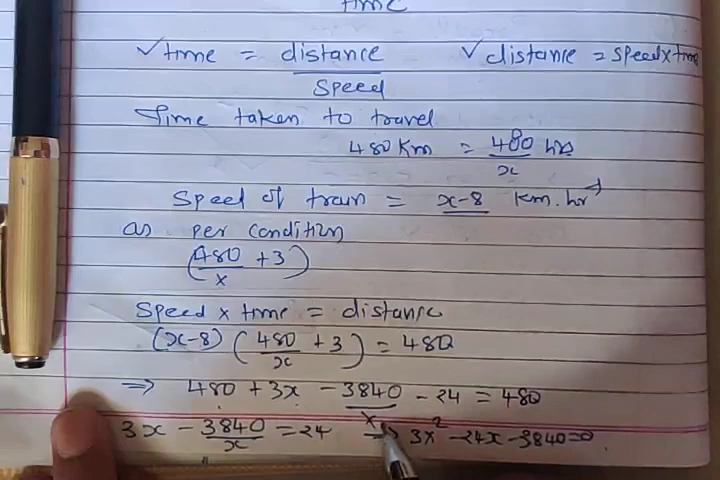 time
✓ time = distance / speed ✓ distance = speed x time
Time taken to travel
480 Km = 480 hrs / x
Speed of train = x-8 km.hr
as per condition
(480/x + 3)
Speed x time = distance
(x-8) (480/x + 3) = 480
⇒ 480 + 3x - 3840/x - 24 = 480
3x - 3840/x = 24 ⇒ 3x² - 24x - 3840 = 0